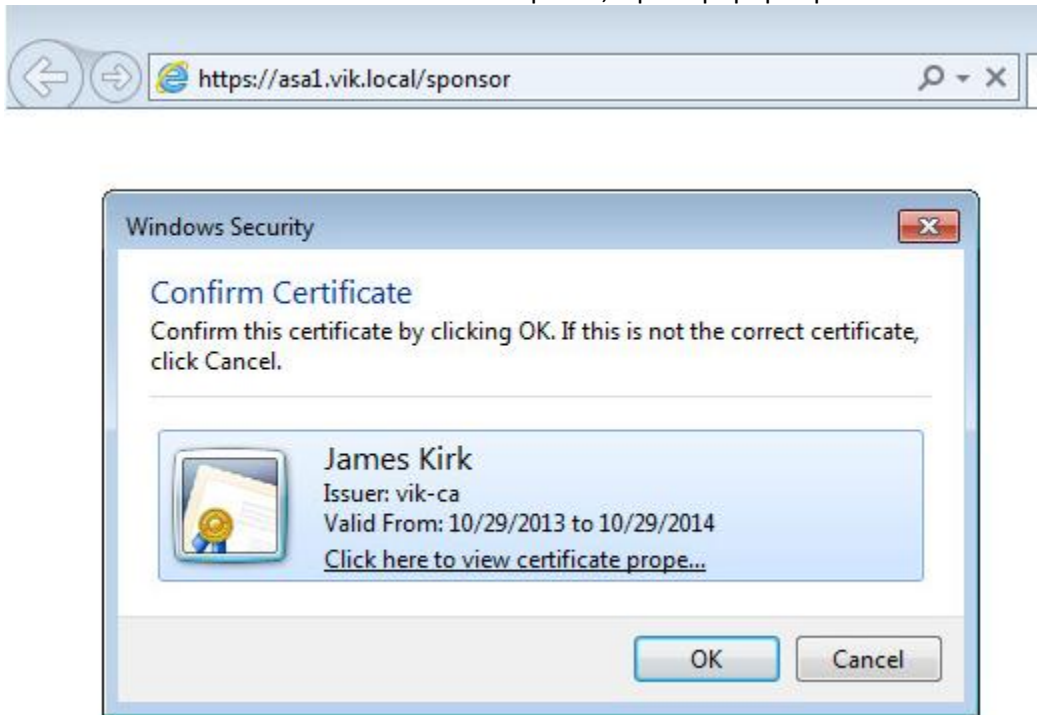 https://asa1.vik.local/sponsor
Windows Security
Confirm Certificate
Confirm this certificate by clicking OK. If this is not the correct certificate,
click Cancel.
James Kirk
Issuer: vik-ca
Valid From: 10/29/2013 to 10/29/2014
Click here to view certificate prope...
OK
Cancel